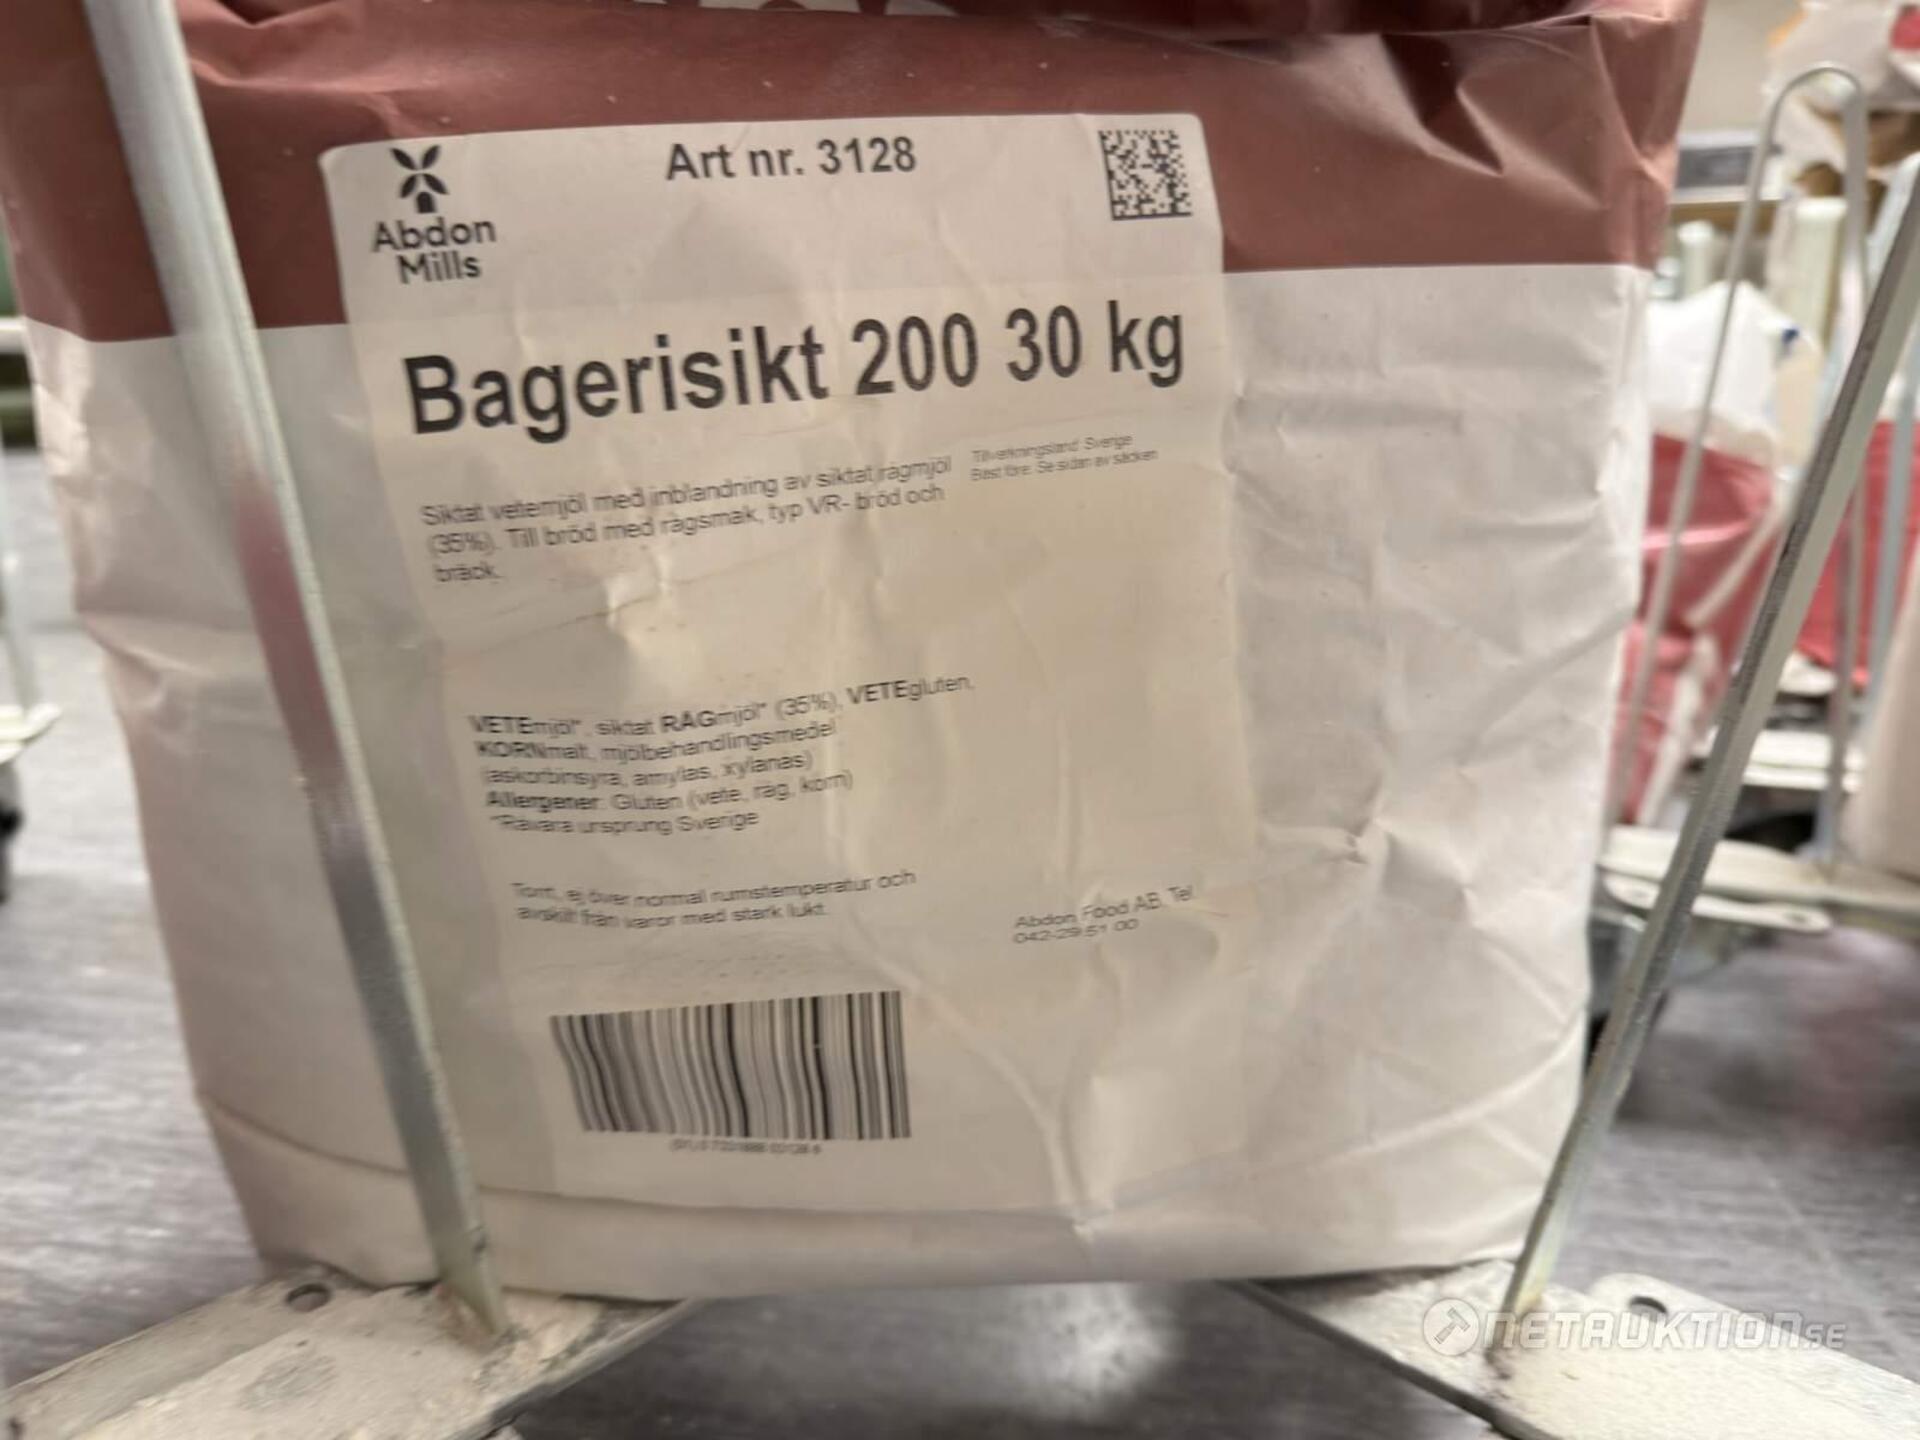 Art nr. 3128
Abdon
Mills
Bagerisikt 200 30 kg
Siktat vetemjöl med inblandning av siktat rågmjöl
(35%). Till bröd med rågsmak, typ VR- bröd och
bräck.
Tillverkningsland: Sverige
Bäst före: Se sidan av säcken
VETEmjöl*, siktat RÅGmjöl* (35%), VETEgluten,
KORNmalt, mjölbehandlingsmedel
(askorbinsyra, amylas, xylanas)
Allergener: Gluten (vete, råg, korn)
*Råvara ursprung Sverige
Torrt, ej över normal rumstemperatur och
avskilt från varor med stark lukt.
Abdon Food AB, Tel.
042-29 51 00
NETAUKTION.SE